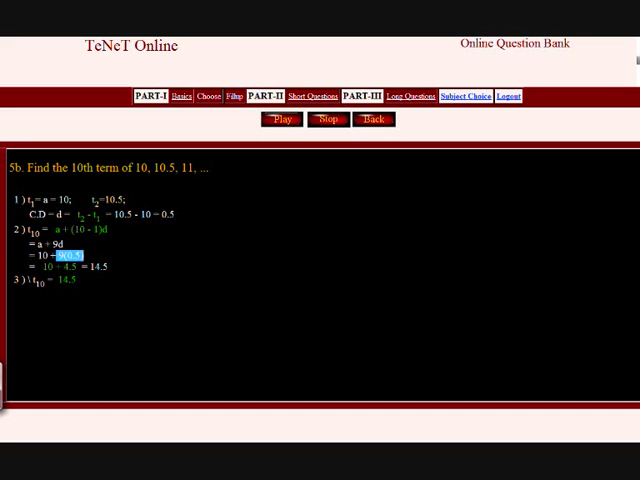 TeNeT Online
Online Question Bank
PART-I Basics Choose Fillup PART-II Short Questions PART-III Long Questions Subject Choice Logout
Play Stop Back
5b. Find the 10th term of 10, 10.5, 11, ...
1 ) t1= a = 10; t2=10.5;
C.D = d = t2 - t1 = 10.5 - 10 = 0.5
2 ) t10 = a + (10 - 1)d
= a + 9d
= 10 + 9(0.5)
= 10 + 4.5 = 14.5
3 ) \ t10 = 14.5